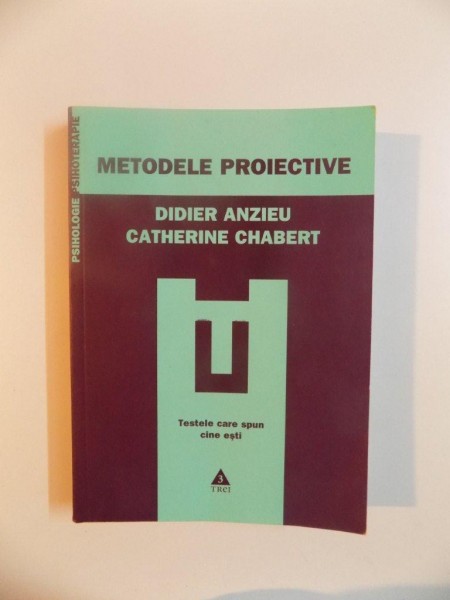 PSIHOLOGIE PSIHOTERAPIE
METODELE PROIECTIVE
DIDIER ANZIEU
CATHERINE CHABERT
Testele care spun
cine ești
3
TREI